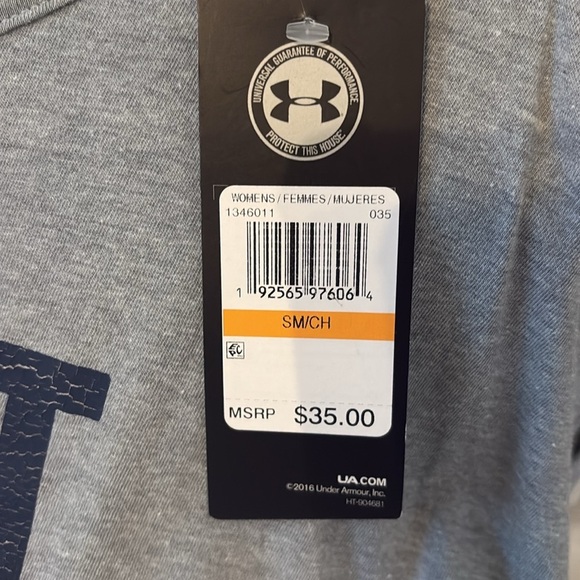 UNIVERSAL GUARANTEE OF PERFORMANCE
PROTECT THIS HOUSE
WOMENS/FEMMES/MUJERES
1346011 035
1 92565 97606 4
SM/CH
MSRP $35.00
UA.COM
©2016 Under Armour, Inc.
HT-904681